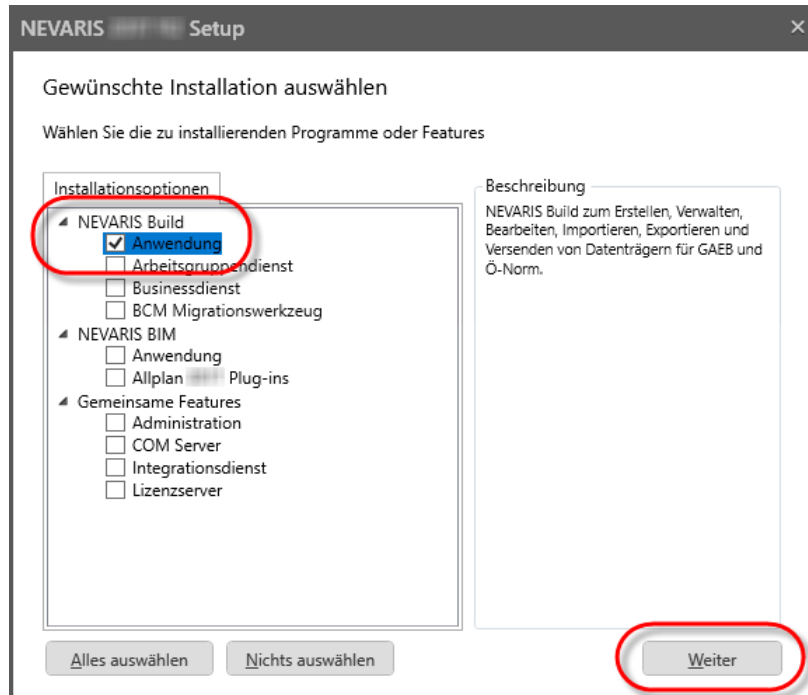 NEVARIS Setup
Gewünschte Installation auswählen
Wählen Sie die zu installierenden Programme oder Features
Installationsoptionen
NEVARIS Build
Anwendung
Arbeitsgruppendienst
Businessdienst
BCM Migrationswerkzeug
NEVARIS BIM
Anwendung
Allplan Plug-ins
Gemeinsame Features
Administration
COM Server
Integrationsdienst
Lizenzserver
Beschreibung
NEVARIS Build zum Erstellen, Verwalten,
Bearbeiten, Importieren, Exportieren und
Versenden von Datenträgern für GAEB und
Ö-Norm.
Alles auswählen
Nichts auswählen
Weiter